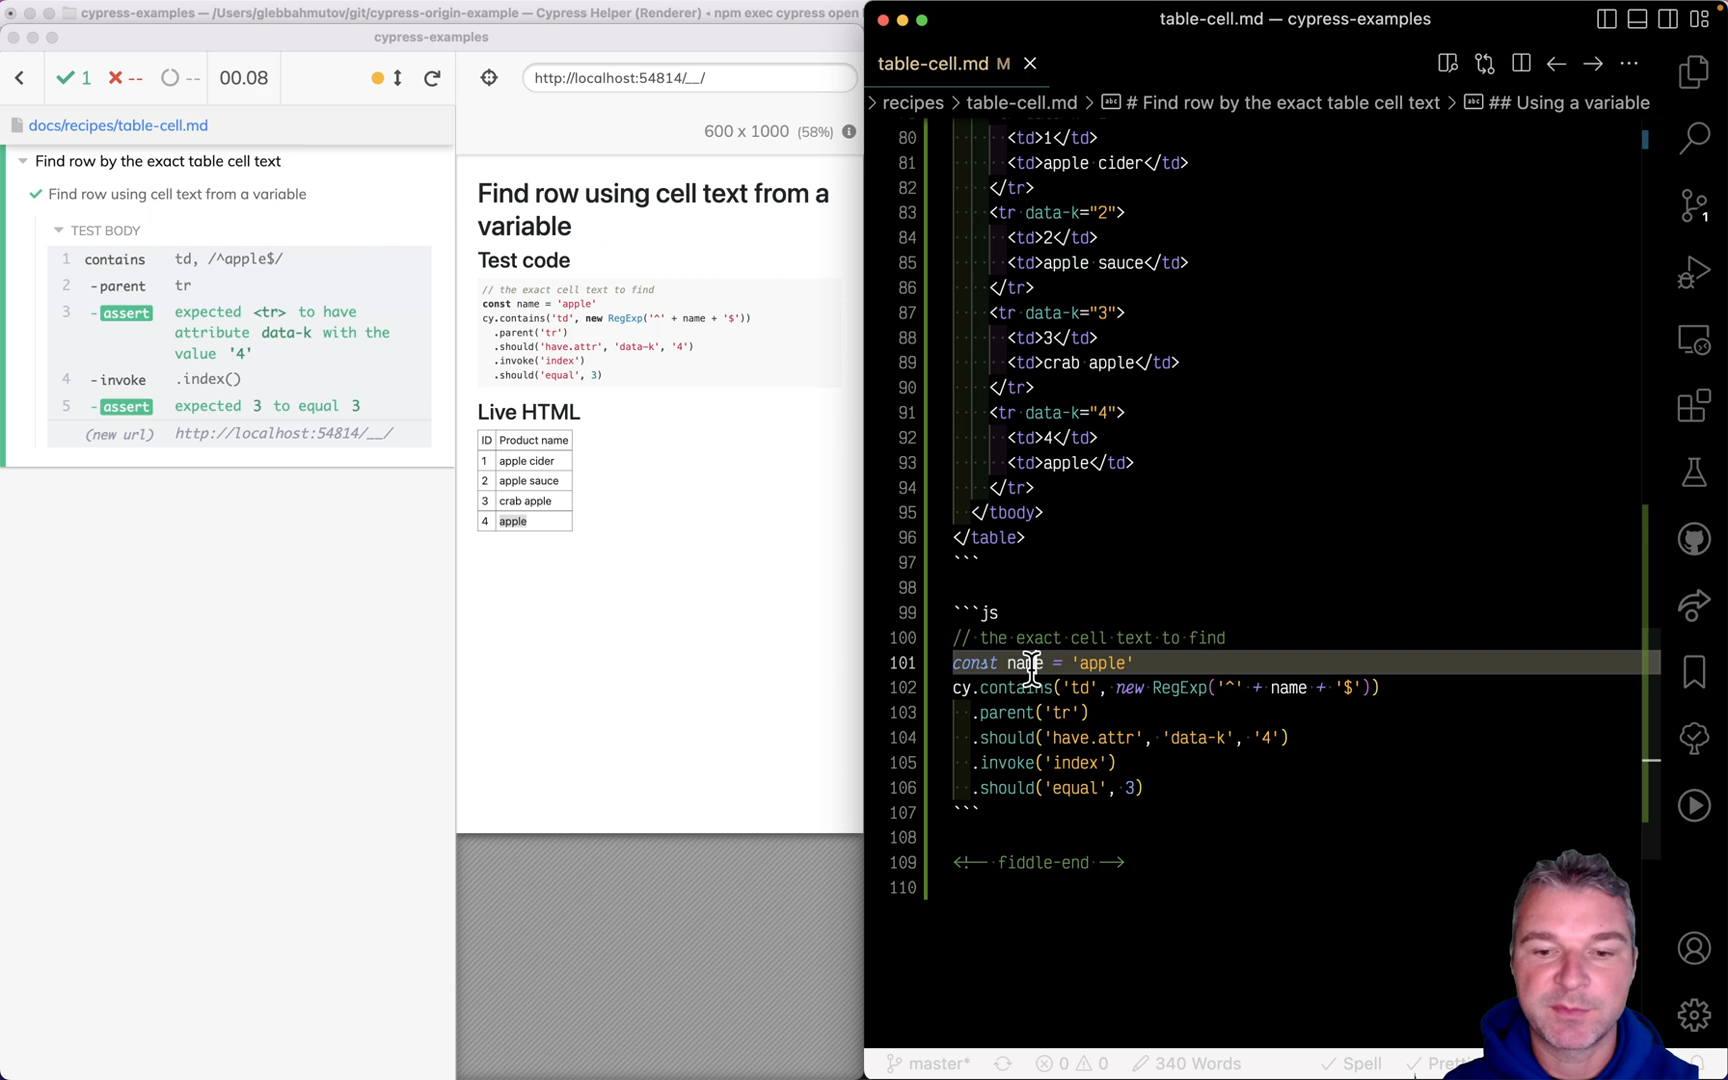 cypress-examples — /Users/glebbahmutov/git/cypress-origin-example — Cypress Helper (Renderer) ◂ npm exec cypress open
cypress-examples
1 -- -- 00.08
docs/recipes/table-cell.md
Find row by the exact table cell text
Find row using cell text from a variable
TEST BODY
1 contains td, /^apple$/
2 -parent tr
3 -assert expected <tr> to have
attribute data-k with the
value '4'
4 -invoke .index()
5 -assert expected 3 to equal 3
(new url) http://localhost:54814/__/
http://localhost:54814/__/
600 x 1000 (58%)
Find row using cell text from a
variable
Test code
// the exact cell text to find
const name = 'apple'
cy.contains('td', new RegExp('^' + name + '$'))
.parent('tr')
.should('have.attr', 'data-k', '4')
.invoke('index')
.should('equal', 3)
Live HTML
ID Product name
1 apple cider
2 apple sauce
3 crab apple
4 apple
table-cell.md — cypress-examples
table-cell.md M
> recipes > table-cell.md > # Find row by the exact table cell text > ## Using a variable
80 <td>1</td>
81 <td>apple cider</td>
82 </tr>
83 <tr data-k="2">
84 <td>2</td>
85 <td>apple sauce</td>
86 </tr>
87 <tr data-k="3">
88 <td>3</td>
89 <td>crab apple</td>
90 </tr>
91 <tr data-k="4">
92 <td>4</td>
93 <td>apple</td>
94 </tr>
95 </tbody>
96 </table>
97 ```
98
99 ```js
100 // the exact cell text to find
101 const name = 'apple'
102 cy.contains('td', new RegExp('^' + name + '$'))
103 .parent('tr')
104 .should('have.attr', 'data-k', '4')
105 .invoke('index')
106 .should('equal', 3)
107 ```
108
109 <!-- fiddle-end -->
110
1
master* 0 0 340 Words Spell